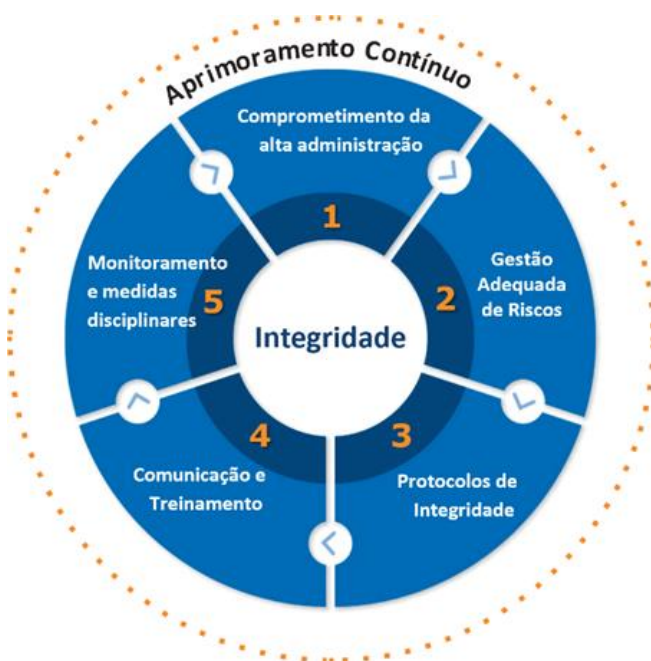 Aprimoramento Contínuo
Comprometimento da
alta administração
1
Gestão
Adequada
de Riscos
2
Protocolos de
Integridade
3
Comunicação e
Treinamento
4
Monitoramento
e medidas
disciplinares
5
Integridade